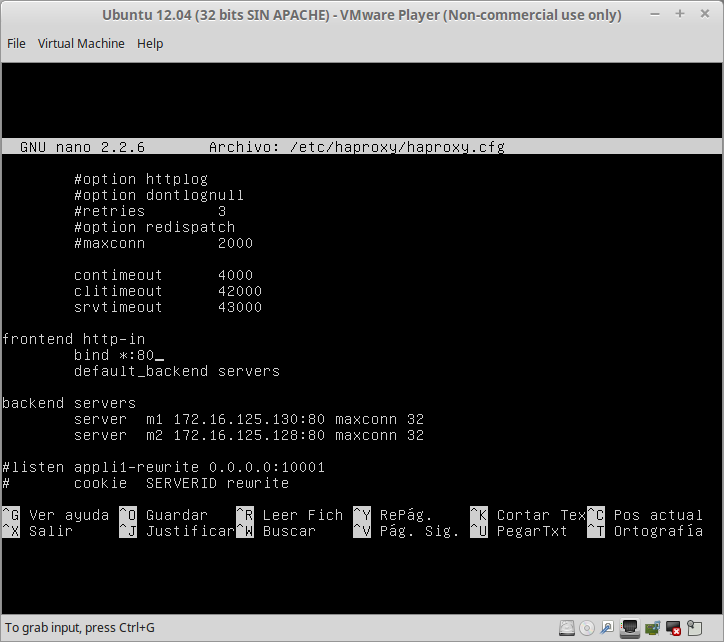 Ubuntu 12.04 (32 bits SIN APACHE) - VMware Player (Non-commercial use only)
File Virtual Machine Help
GNU nano 2.2.6 Archivo: /etc/haproxy/haproxy.cfg
#option httplog
#option dontlognull
#retries 3
#option redispatch
#maxconn 2000
contimeout 4000
clitimeout 42000
srvtimeout 43000
frontend http-in
bind *:80_
default_backend servers
backend servers
server m1 172.16.125.130:80 maxconn 32
server m2 172.16.125.128:80 maxconn 32
#listen appli1-rewrite 0.0.0.0:10001
# cookie SERVERID rewrite
^G Ver ayuda ^O Guardar ^R Leer Fich ^Y RePág. ^K Cortar Tex ^C Pos actual
^X Salir ^J Justificar ^W Buscar ^V Pág. Sig. ^U PegarTxt ^T Ortografía
To grab input, press Ctrl+G